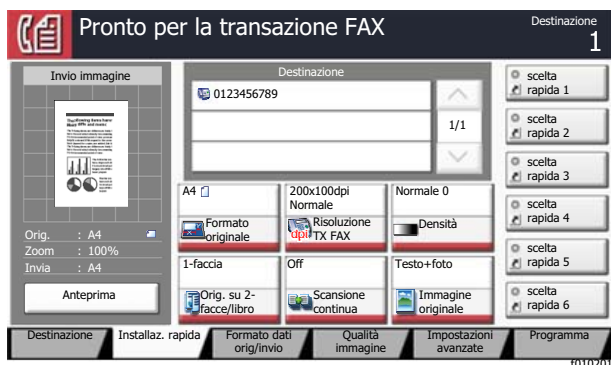 Pronto per la transazione FAX
Destinazione
1
Invio immagine
Orig. : A4
Zoom : 100%
Invia : A4
Anteprima
Destinazione
0123456789
1/1
A4
Formato
originale
200x100dpi
Normale
dpi
Risoluzione
TX FAX
Normale 0
Densità
1-faccia
Orig. su 2-
facce/libro
Off
Scansione
continua
Testo+foto
Immagine
originale
scelta
rapida 1
scelta
rapida 2
scelta
rapida 3
scelta
rapida 4
scelta
rapida 5
scelta
rapida 6
Destinazione
Installaz. rapida
Formato dati
orig/invio
Qualità
immagine
Impostazioni
avanzate
Programma